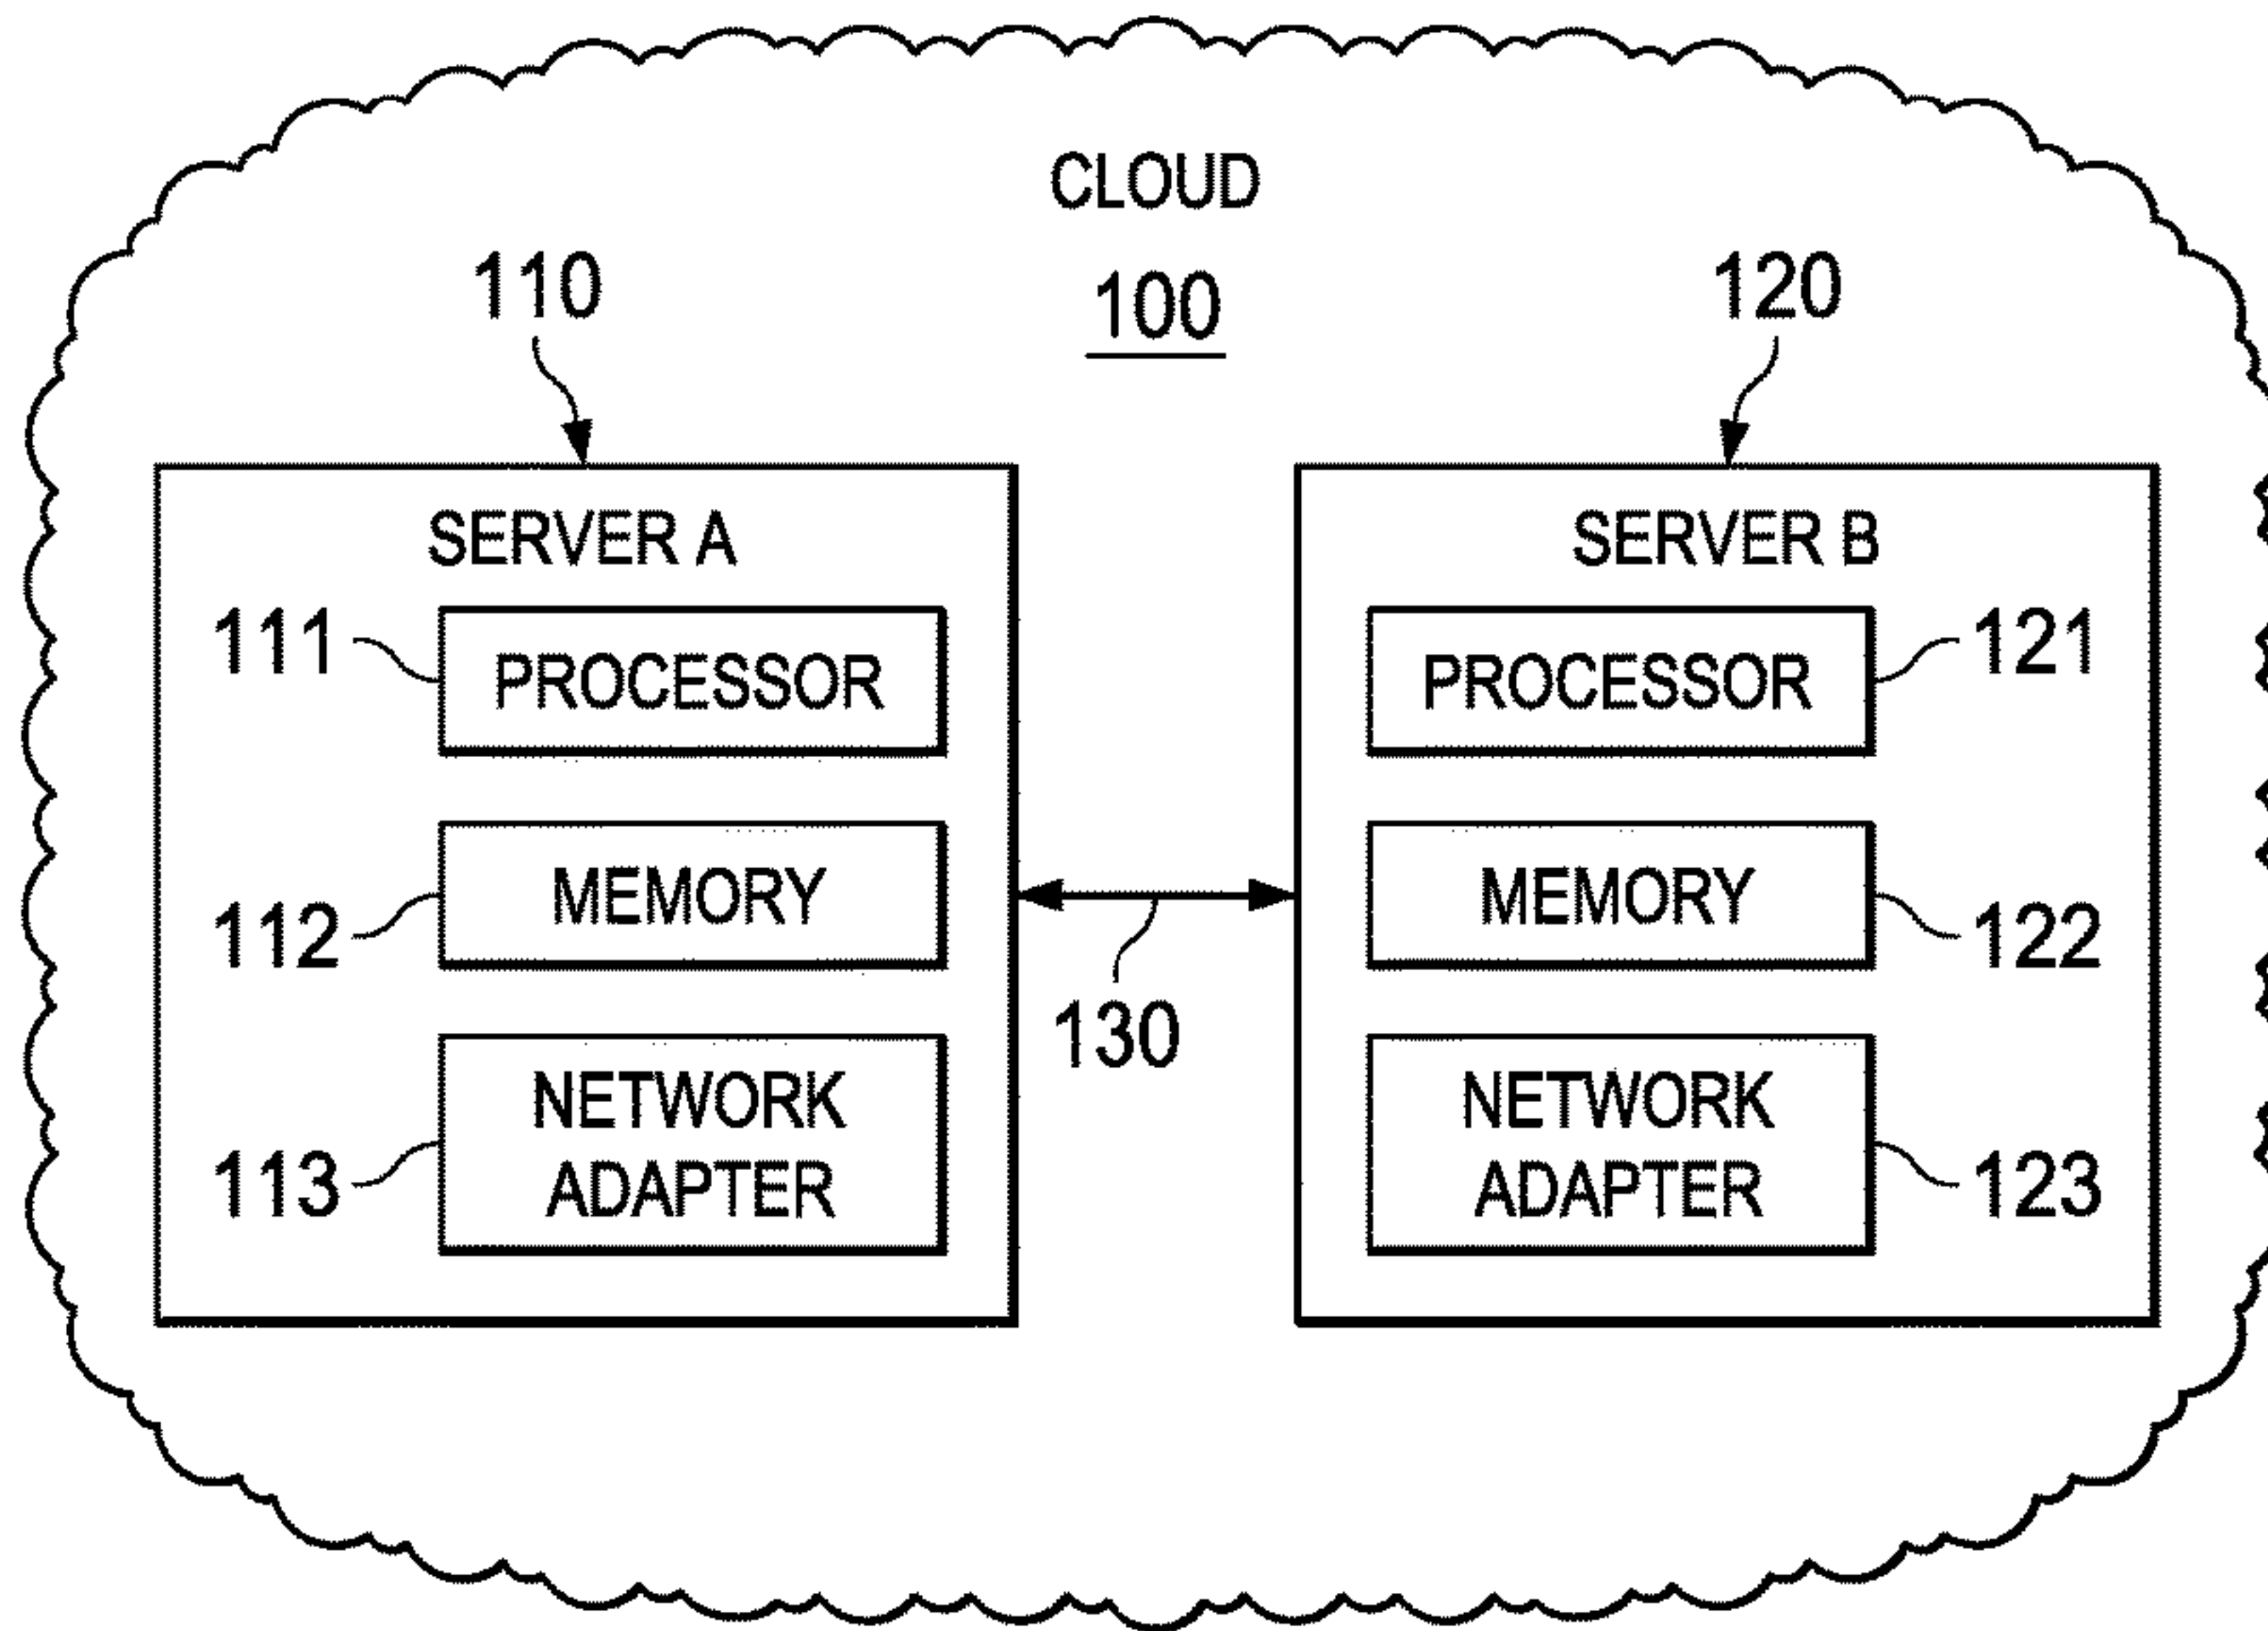 CLOUD
100
110
120
SERVER A
111
PROCESSOR
112
MEMORY
113
NETWORK
ADAPTER
130
SERVER B
PROCESSOR
121
MEMORY
122
NETWORK
ADAPTER
123